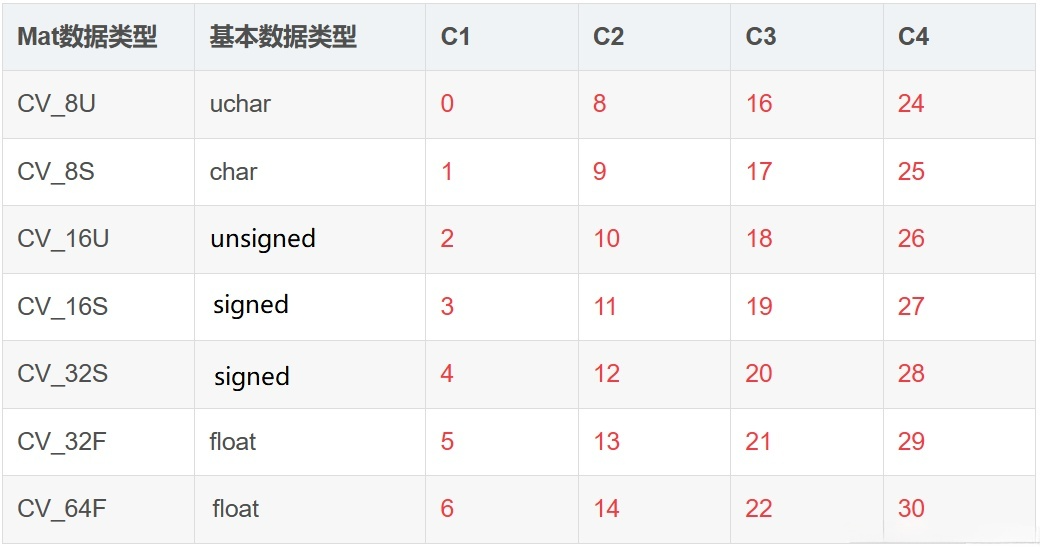 Mat数据类型 基本数据类型 C1 C2 C3 C4
CV_8U uchar 0 8 16 24
CV_8S char 1 9 17 25
CV_16U unsigned 2 10 18 26
CV_16S signed 3 11 19 27
CV_32S signed 4 12 20 28
CV_32F float 5 13 21 29
CV_64F float 6 14 22 30